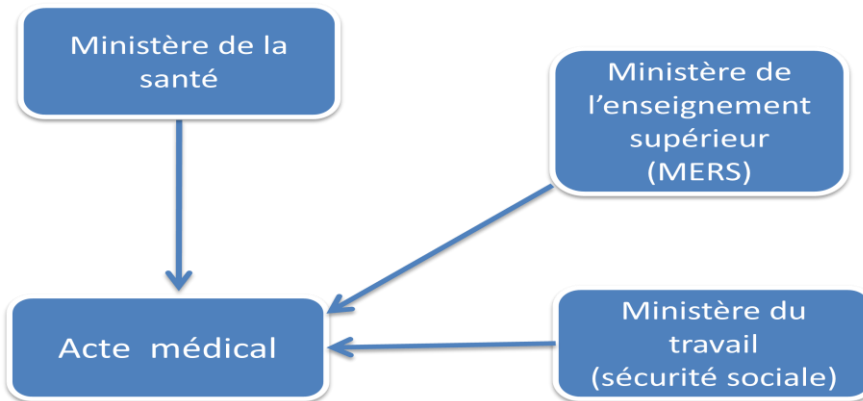 Ministère de la
santé
Ministère de
l’enseignement
supérieur
(MERS)
Acte médical
Ministère du
travail
(sécurité sociale)